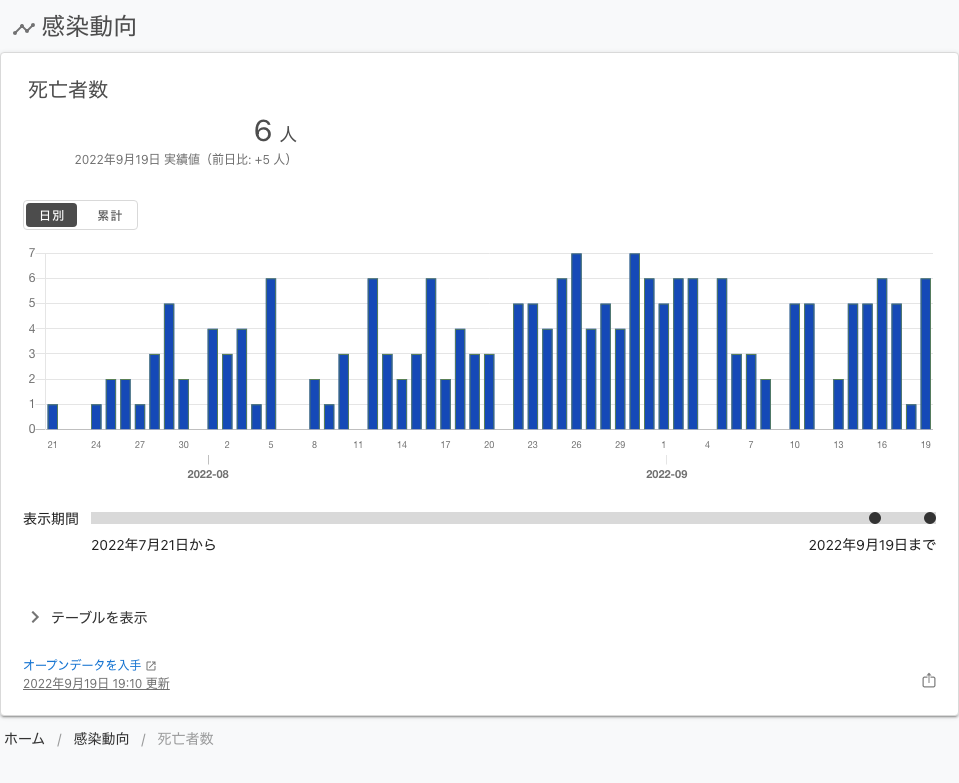 感染動向
死亡者数
6 人
2022年9月19日 実績値（前日比: +5 人）
日別 累計
7
6
5
4
3
2
1
0
21 24 27 30 2 5 8 11 14 17 20 23 26 29 1 4 7 10 13 16 19
2022-08 2022-09
表示期間
2022年7月21日から 2022年9月19日まで
テーブルを表示
オープンデータを入手
2022年9月19日 19:10 更新
ホーム / 感染動向 / 死亡者数